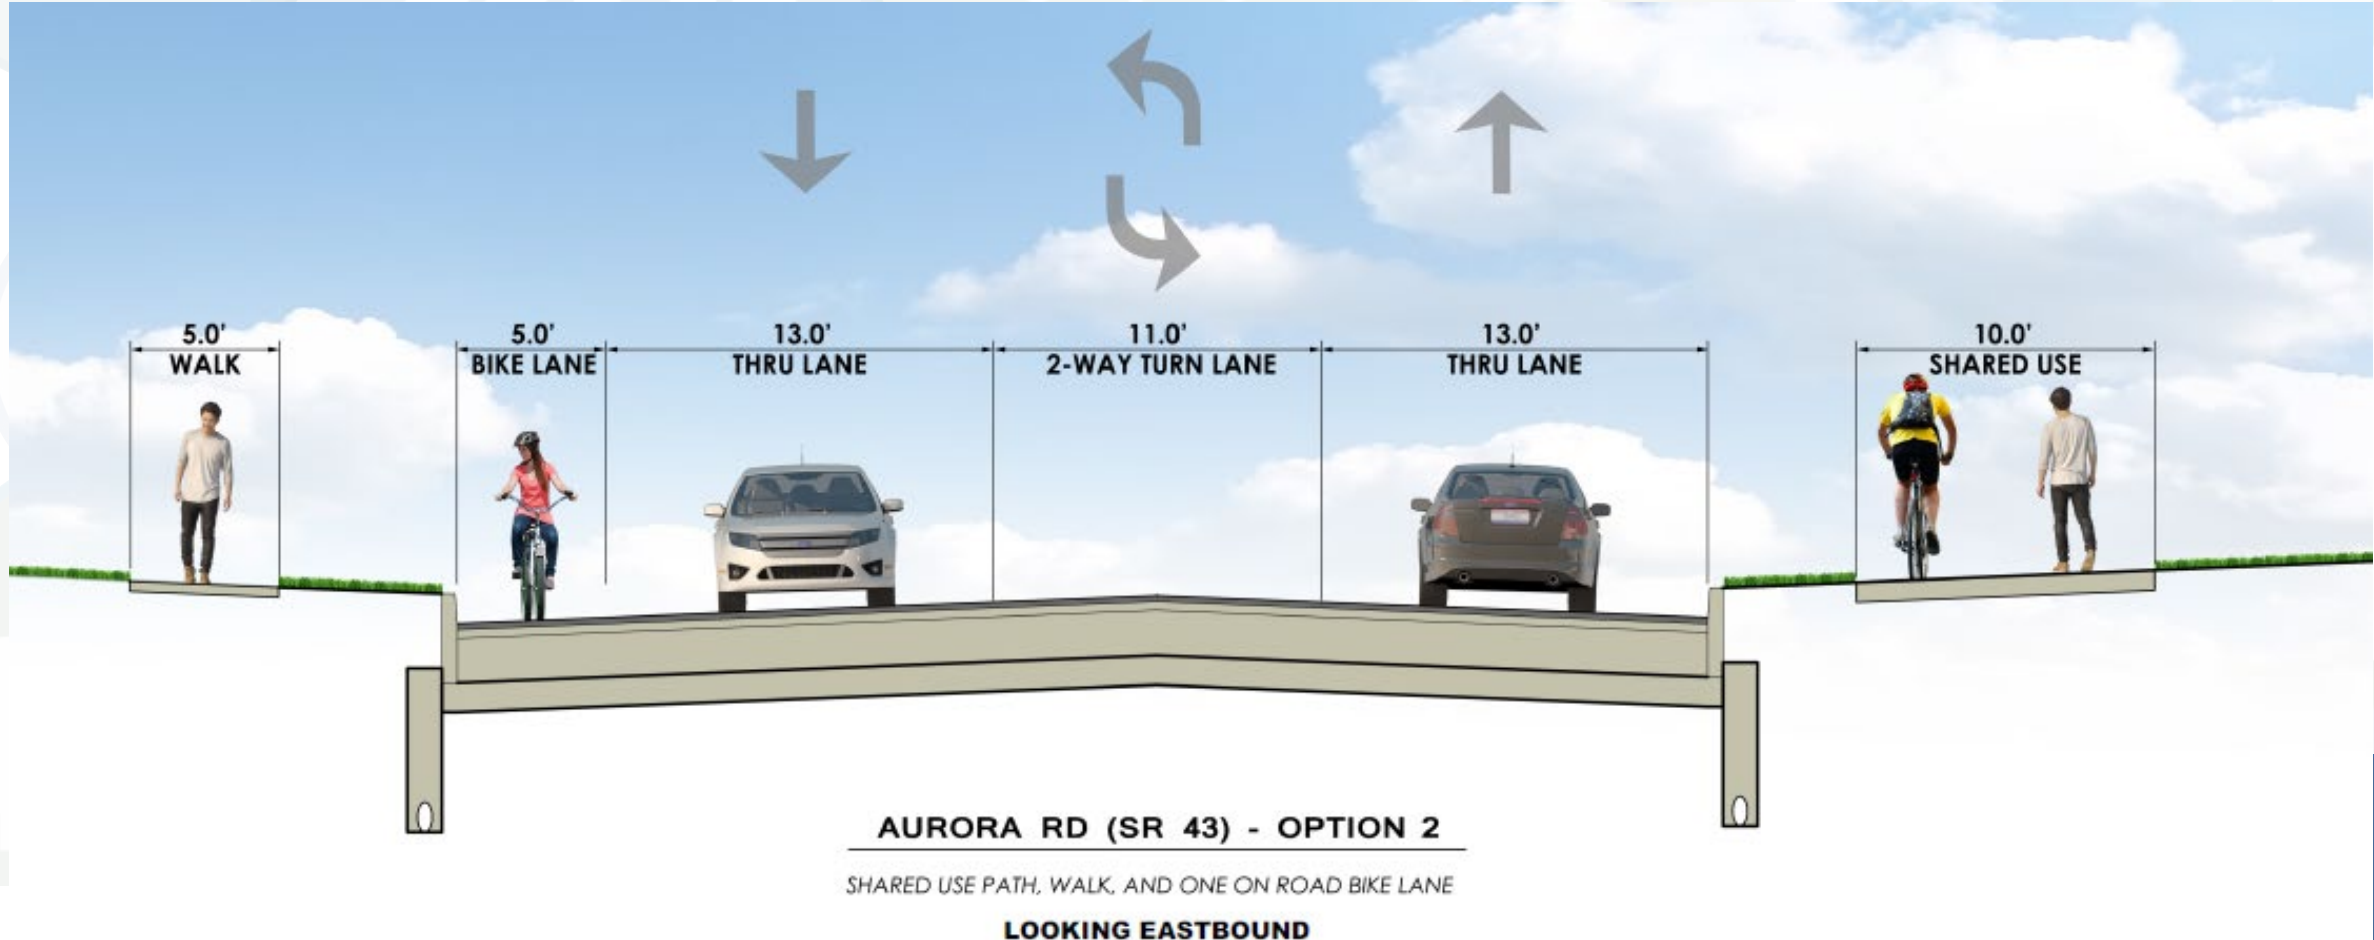 5.0'
WALK
5.0'
BIKE LANE
13.0'
THRU LANE
11.0'
2-WAY TURN LANE
13.0'
THRU LANE
10.0'
SHARED USE
AURORA RD (SR 43) - OPTION 2
SHARED USE PATH, WALK, AND ONE ON ROAD BIKE LANE
LOOKING EASTBOUND